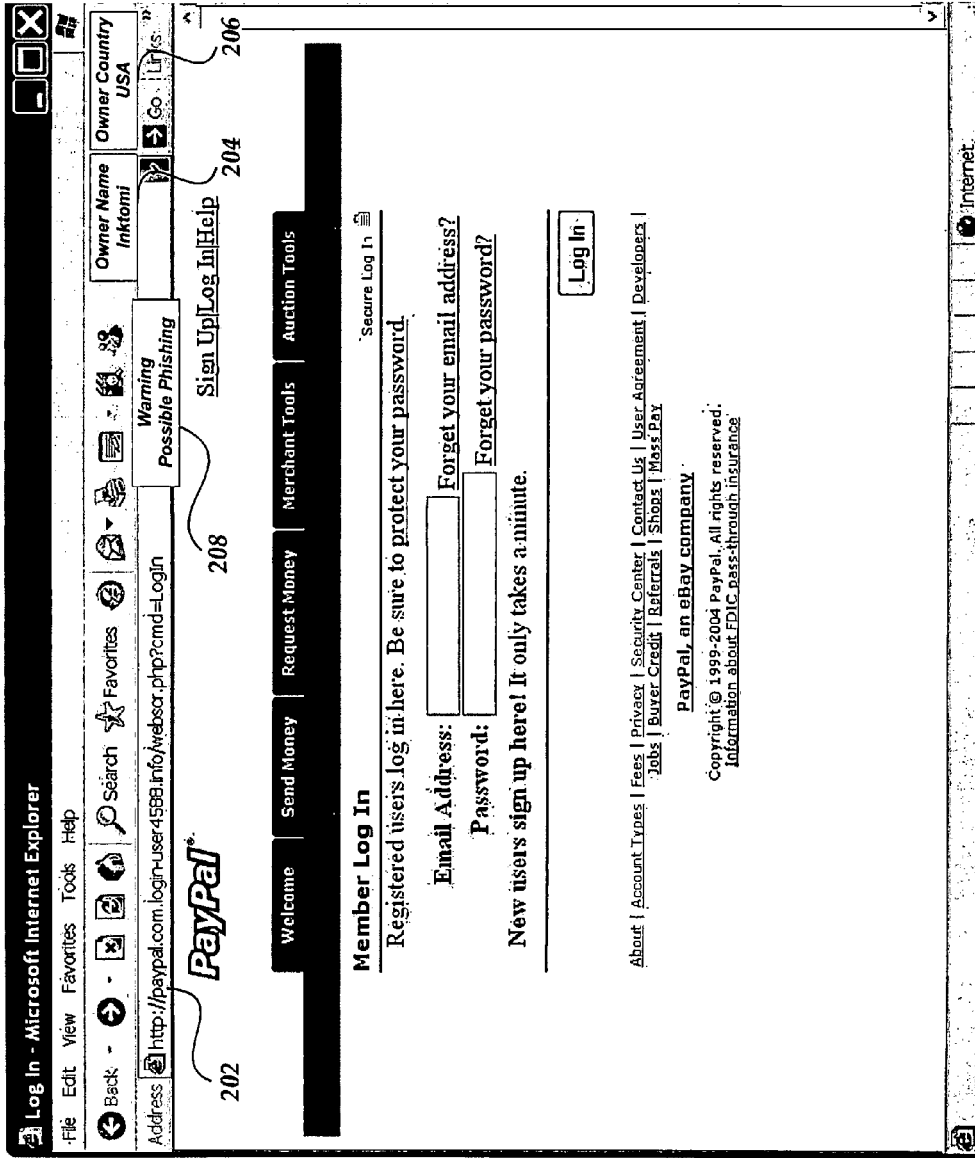 Log In - Microsoft Internet Explorer
File Edit View Favorites Tools Help
Back Search Favorites
Owner Name
Inktomi
Owner Country
USA
Warning
Possible Phishing
Address http://paypal.com.login-user4588.info/webscr.php?cmd=LogIn
Go Links »
202
208
204
206
PayPal
Sign Up|Log In|Help
Welcome Send Money Request Money Merchant Tools Auction Tools
Member Log In
Secure Log In
Registered users log in here. Be sure to protect your password.
Email Address: Forget your email address?
Password: Forget your password?
New users sign up here! It only takes a minute.
Log In
About | Account Types | Fees | Privacy | Security Center | Contact Us | User Agreement | Developers |
Jobs | Buyer Credit | Referrals | Shops | Mass Pay
PayPal, an eBay company
Copyright © 1999-2004 PayPal. All rights reserved.
Information about FDIC pass-through insurance
Internet